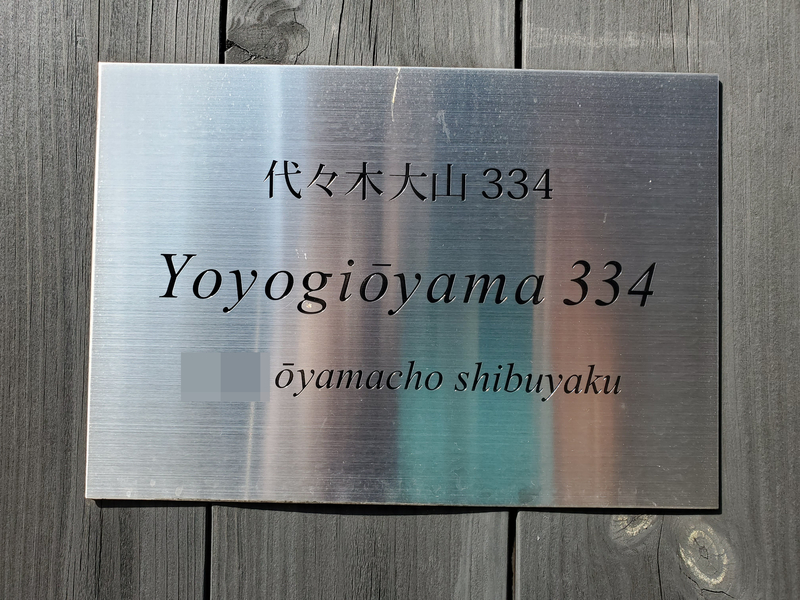 代々木大山 334
Yoyogiōyama 334
ōyamacho shibuyaku